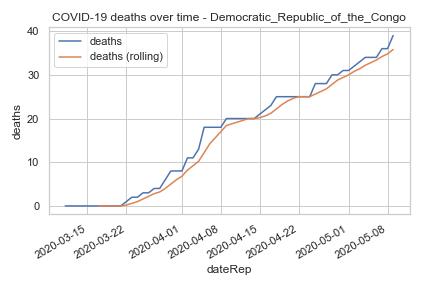 COVID-19 deaths over time - Democratic_Republic_of_the_Congo
deaths
deaths (rolling)
40
30
20
10
0
deaths
2020-03-15
2020-03-22
2020-04-01
2020-04-08
2020-04-15
2020-04-22
2020-05-01
2020-05-08
dateRep